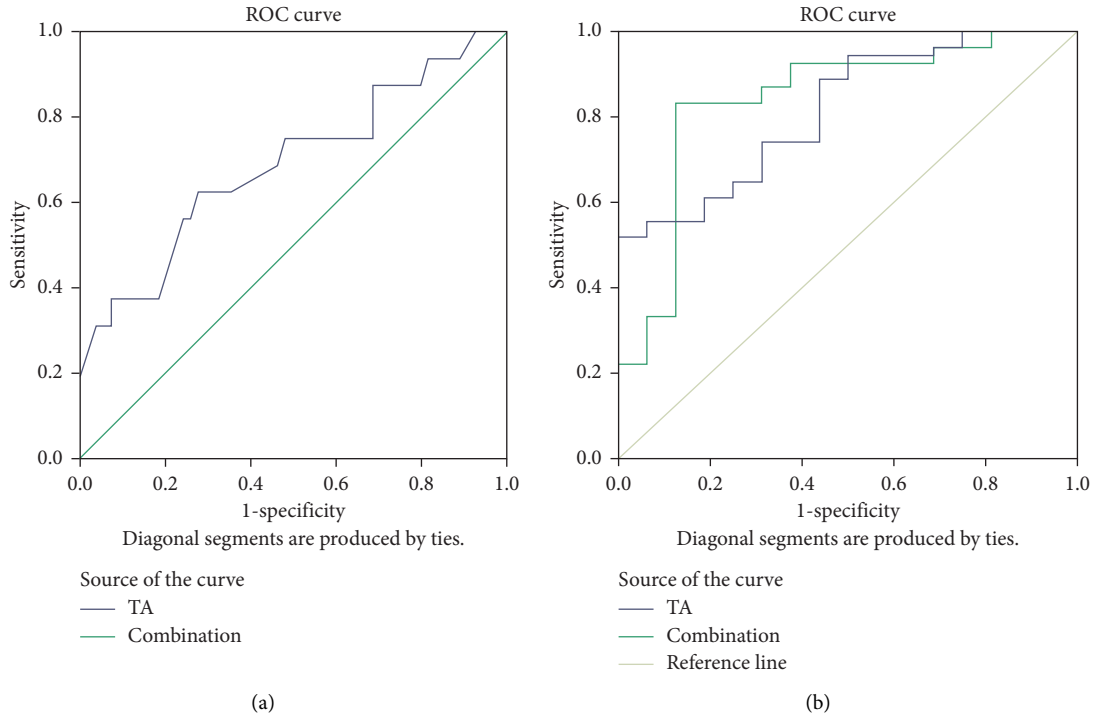 ROC curve
1.0
0.8
0.6
0.4
0.2
0.0
Sensitivity
0.0 0.2 0.4 0.6 0.8 1.0
1-specificity
Diagonal segments are produced by ties.
Source of the curve
TA
Combination
(a)
ROC curve
1.0
0.8
0.6
0.4
0.2
0.0
Sensitivity
0.0 0.2 0.4 0.6 0.8 1.0
1-specificity
Diagonal segments are produced by ties.
Source of the curve
TA
Combination
Reference line
(b)